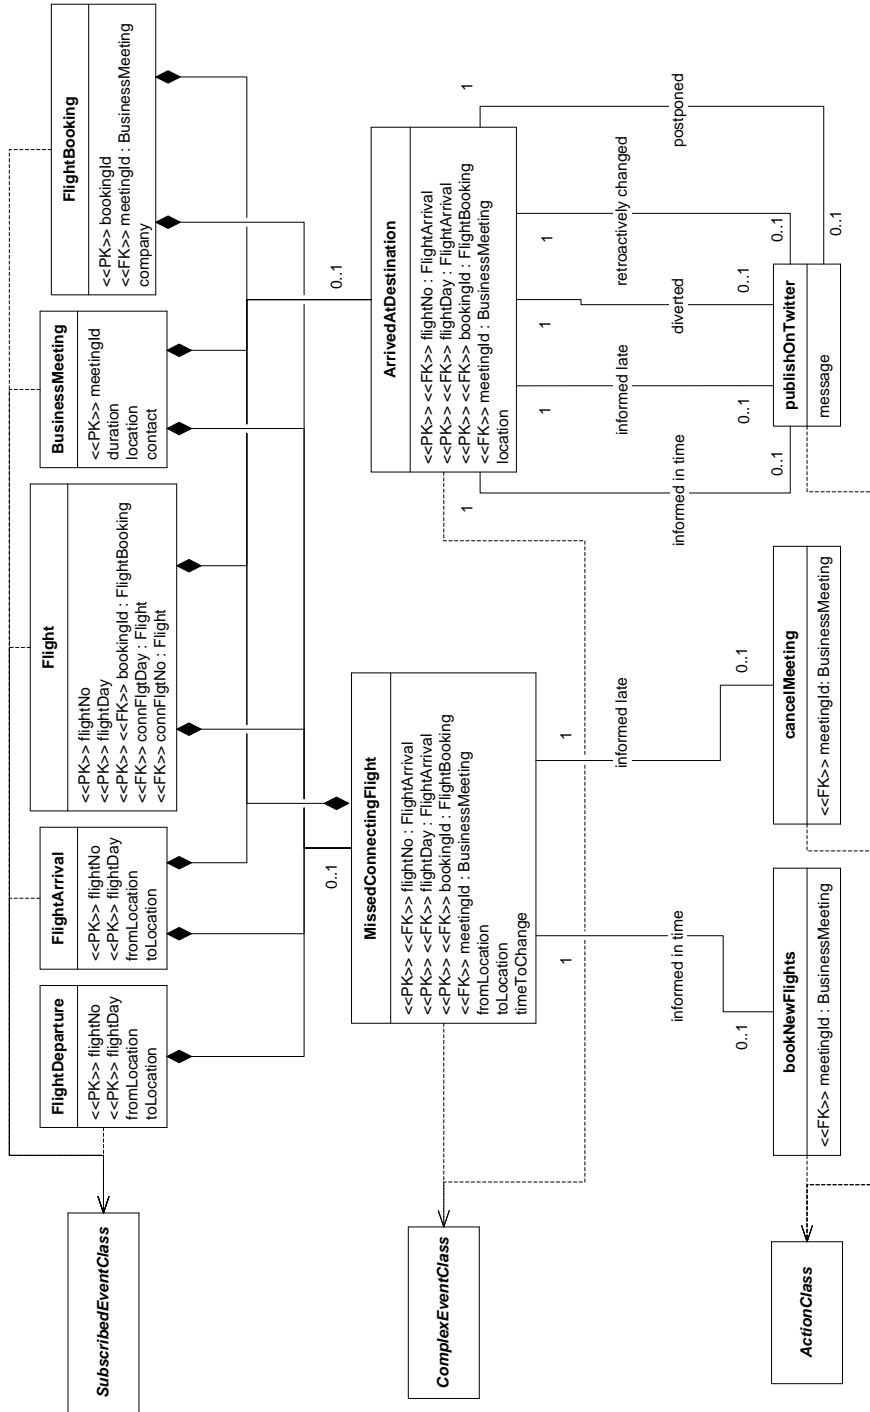 SubscribedEventClass
FlightDeparture
<<PK>> flightNo
<<PK>> flightDay
fromLocation
toLocation
FlightArrival
<<PK>> flightNo
<<PK>> flightDay
fromLocation
toLocation
Flight
<<PK>> flightNo
<<PK>> flightDay
<<PK>> <<FK>> bookingId : FlightBooking
<<FK>> connFlgtDay : Flight
<<FK>> connFlgtNo : Flight
BusinessMeeting
<<PK>> meetingId
duration
location
contact
FlightBooking
<<PK>> bookingId
<<FK>> meetingId : BusinessMeeting
company
0..1
0..1
ComplexEventClass
MissedConnectingFlight
<<PK>> <<FK>> flightNo : FlightArrival
<<PK>> <<FK>> flightDay : FlightArrival
<<PK>> <<FK>> bookingId : FlightBooking
<<FK>> meetingId : BusinessMeeting
fromLocation
toLocation
timeToChange
ArrivedAtDestination
<<PK>> <<FK>> flightNo : FlightArrival
<<PK>> <<FK>> flightDay : FlightArrival
<<PK>> <<FK>> bookingId : FlightBooking
<<FK>> meetingId : BusinessMeeting
location
1
1
1
1
1
1
1
informed in time
informed late
informed in time
informed late
diverted
retroactively changed
postponed
0..1
0..1
0..1
0..1
0..1
0..1
0..1
ActionClass
bookNewFlights
<<FK>> meetingId : BusinessMeeting
cancelMeeting
<<FK>> meetingId: BusinessMeeting
publishOnTwitter
message